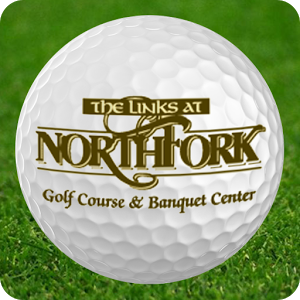 THE LINKS AT
NORTHFORK
Golf Course & Banquet Center